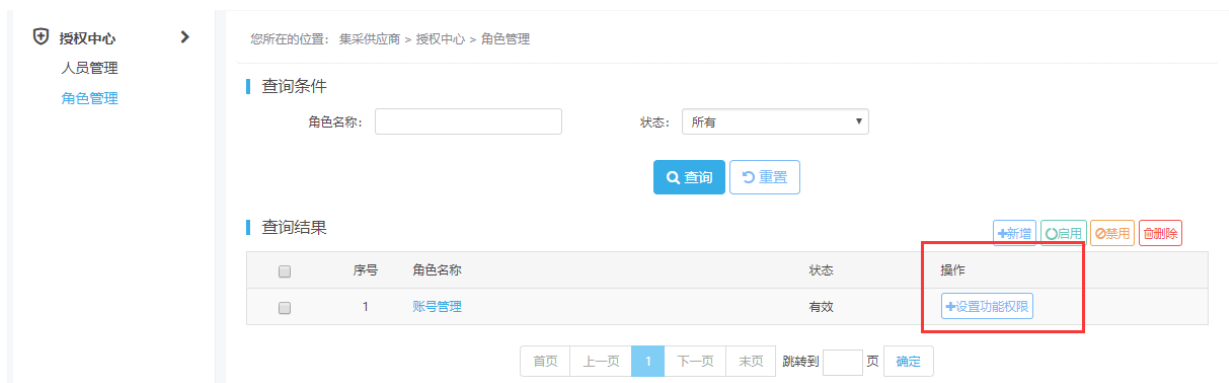 授权中心
人员管理
角色管理
您所在的位置： 集采供应商 > 授权中心 > 角色管理
查询条件
角色名称： 状态： 所有
查询 重置
查询结果 新增 启用 禁用 删除
序号 角色名称 状态 操作
1 账号管理 有效 设置功能权限
首页 上一页 1 下一页 末页 跳转到 页 确定